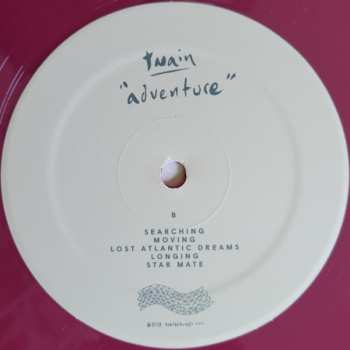 twain
"adventure"
B
SEARCHING
MOVING
LOST ATLANTIC DREAMS
LONGING
STAR MATE